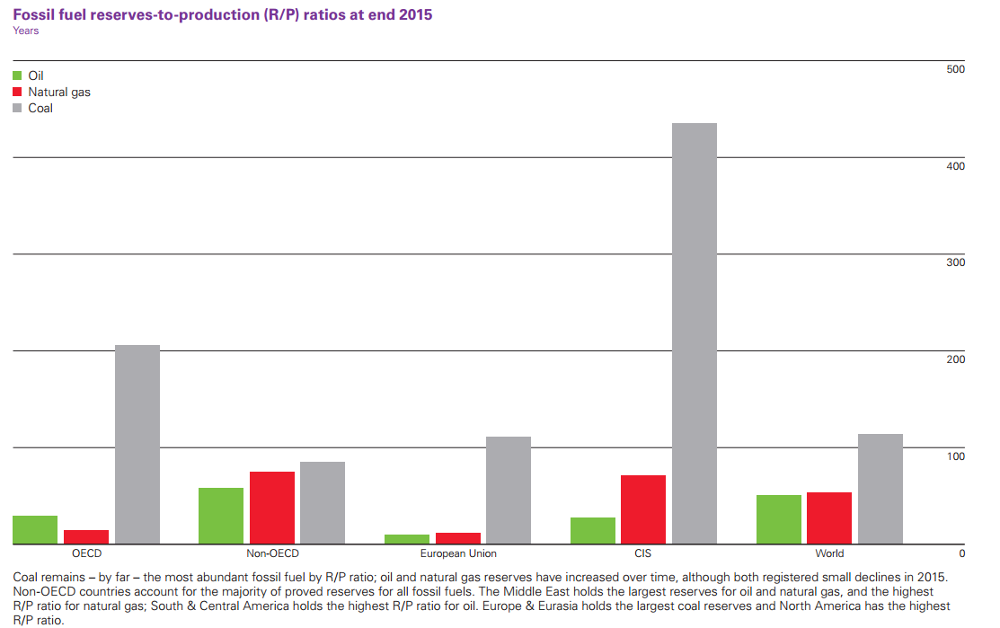 Fossil fuel reserves-to-production (R/P) ratios at end 2015
Years
Oil
Natural gas
Coal
500
400
300
200
100
0
OECD
Non-OECD
European Union
CIS
World
Coal remains – by far – the most abundant fossil fuel by R/P ratio; oil and natural gas reserves have increased over time, although both registered small declines in 2015.
Non-OECD countries account for the majority of proved reserves for all fossil fuels. The Middle East holds the largest reserves for oil and natural gas, and the highest
R/P ratio for natural gas; South & Central America holds the highest R/P ratio for oil. Europe & Eurasia holds the largest coal reserves and North America has the highest
R/P ratio.